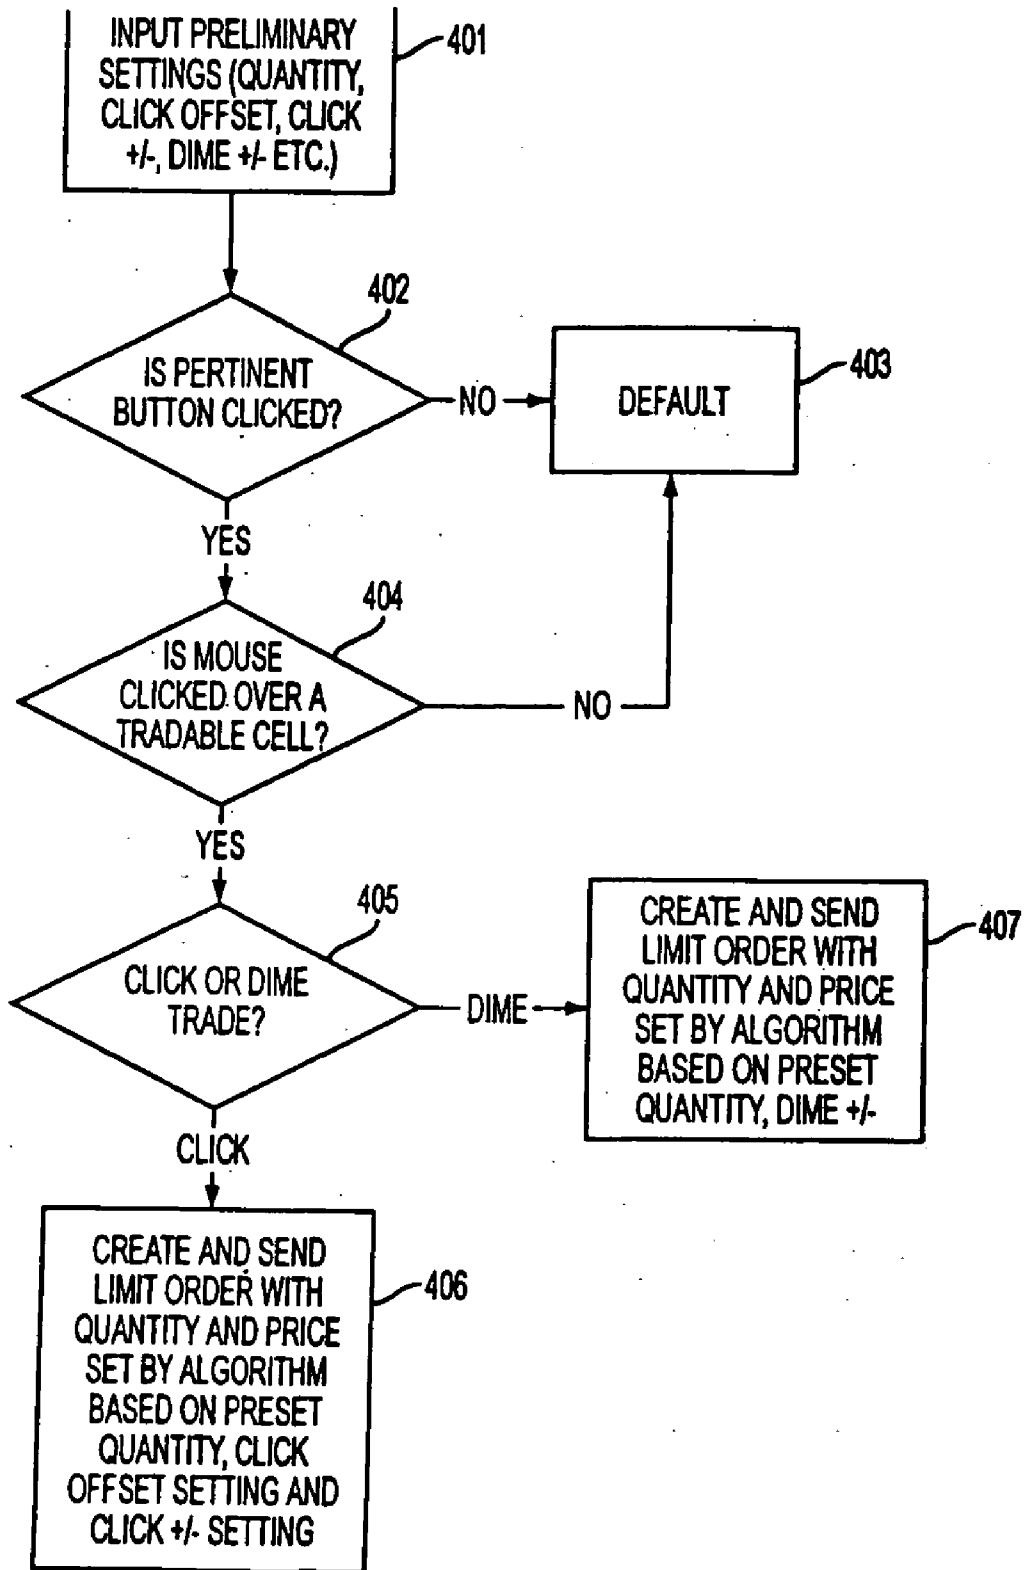 INPUT PRELIMINARY
SETTINGS (QUANTITY,
CLICK OFFSET, CLICK
+/-, DIME +/- ETC.)
401
402
IS PERTINENT
BUTTON CLICKED?
NO
DEFAULT
403
YES
404
IS MOUSE
CLICKED OVER A
TRADABLE CELL?
NO
YES
405
CLICK OR DIME
TRADE?
DIME
CREATE AND SEND
LIMIT ORDER WITH
QUANTITY AND PRICE
SET BY ALGORITHM
BASED ON PRESET
QUANTITY, DIME +/-
407
CLICK
CREATE AND SEND
LIMIT ORDER WITH
QUANTITY AND PRICE
SET BY ALGORITHM
BASED ON PRESET
QUANTITY, CLICK
OFFSET SETTING AND
CLICK +/- SETTING
406